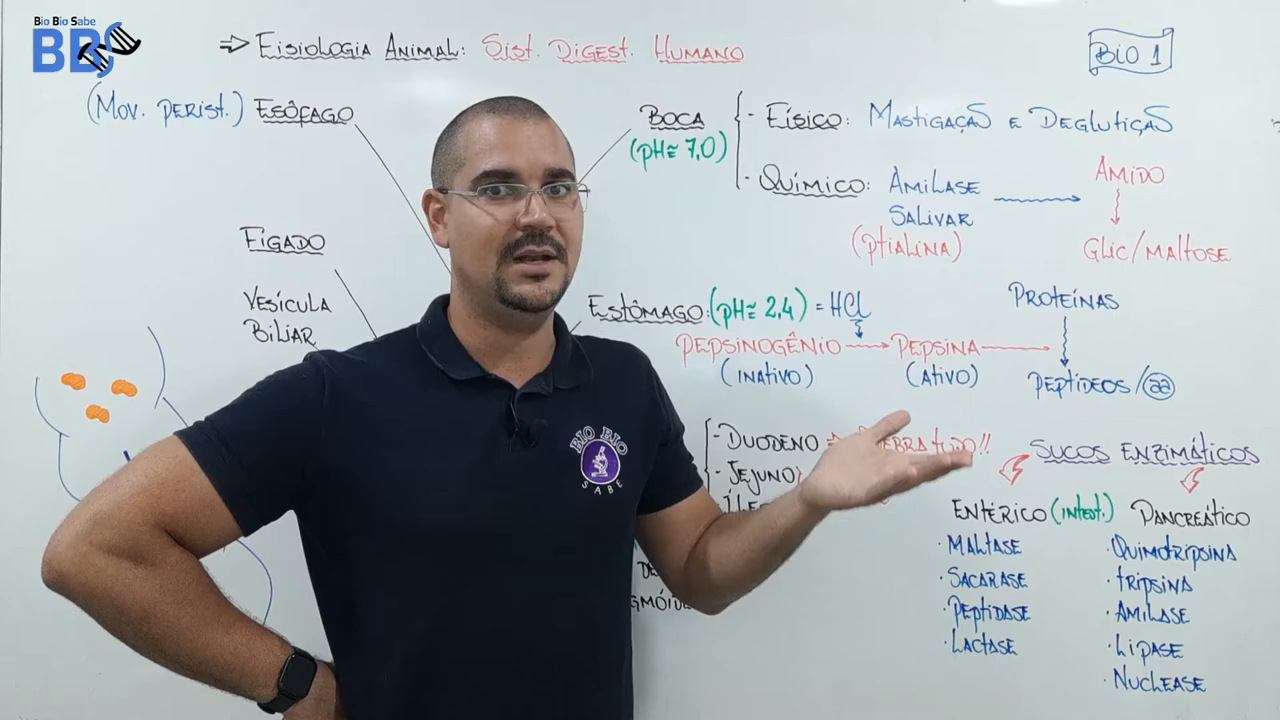 Bio Bio Sabe
BBS
⇒ Fisiologia Animal: Sist. Digest. Humano
BIO 1
(Mov. perist.) Esôfago
Boca
(pH≅ 7,0)
- Físico: Mastigação e Deglutição
- Químico: Amilase
Salivar
(ptialina)
Amido
Glic/Maltose
Fígado
Vesícula
Biliar
Estômago: (pH≅ 2,4) = HCl
Pepsinogênio → Pepsina →
(inativo)
(ativo)
Proteínas
Peptídeos/aa
- Duodeno ⇒
tudo!!
- Jejuno
Sucos Enzimáticos
Entérico (intest.)
· Maltase
· Sacarase
· Peptidase
· Lactase
Pancreático
· Quimotripsina
· tripsina
· Amilase
· Lipase
· Nuclease
BIO BIO
SABE